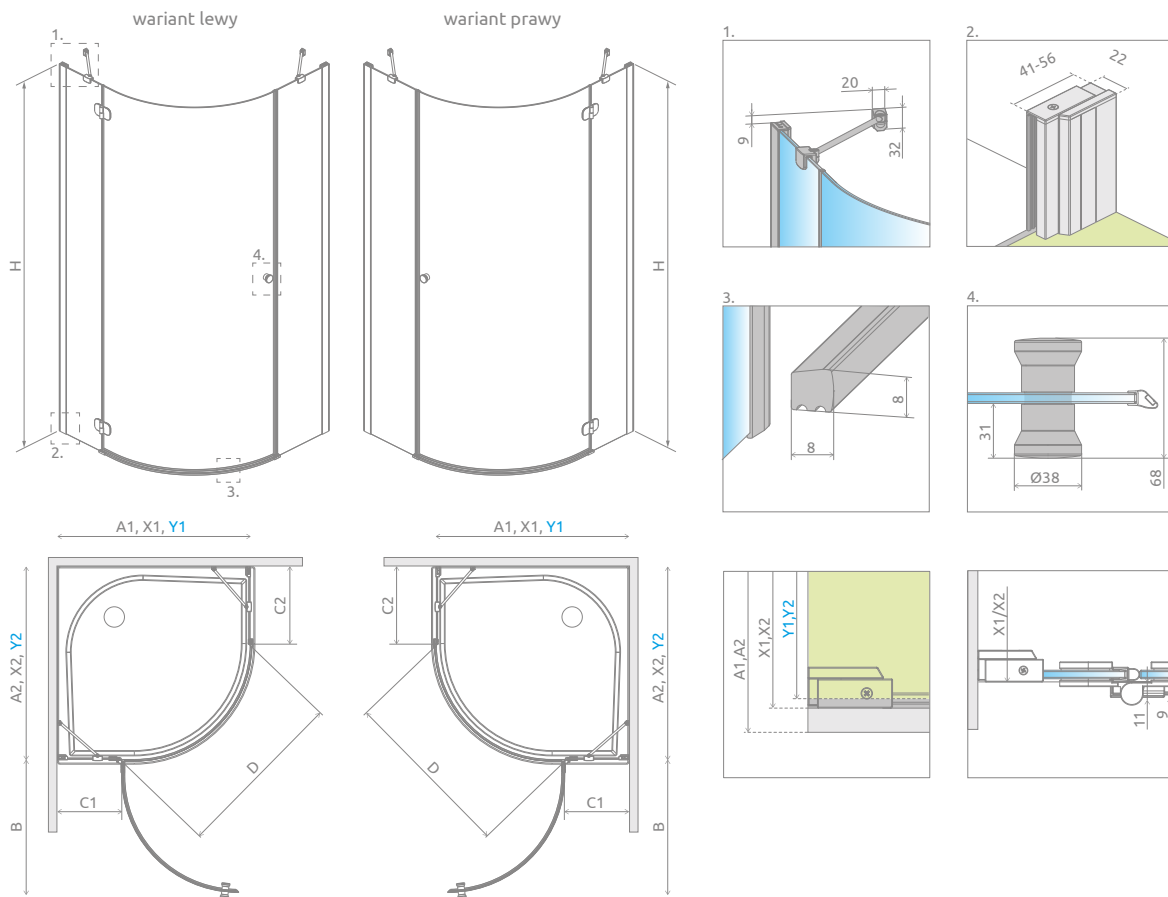 wariant lewy
wariant prawy
1.
2.
3.
4.
H
H
1.
20
9
32
2.
41-56
22
3.
8
8
4.
31
Ø38
68
A1, X1, Y1
A2, X2, Y2
C2
C1
B
D
A1, X1, Y1
A2, X2, Y2
C2
C1
B
D
A1,A2
X1,X2
Y1,Y2
X1/X2
11
9